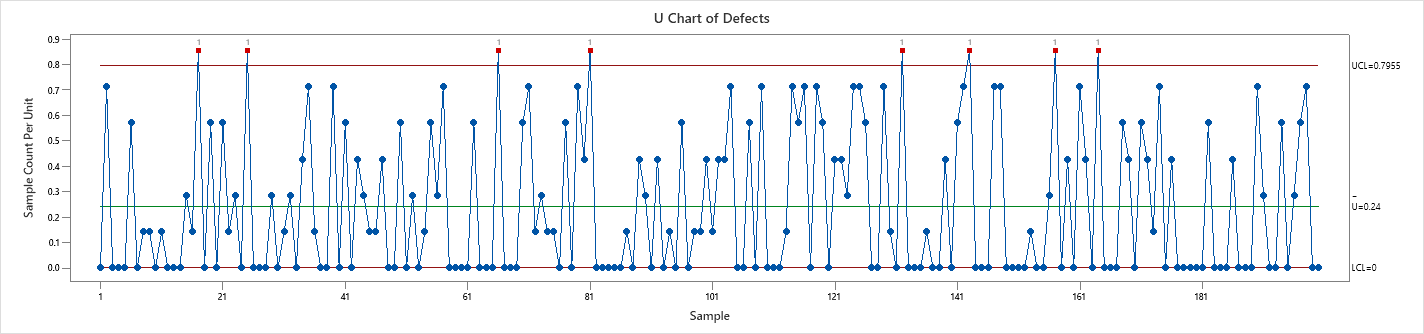 U Chart of Defects
Sample Count Per Unit
0.9
0.8
0.7
0.6
0.5
0.4
0.3
0.2
0.1
0.0
1 1 1 1 1 1 1 1
UCL=0.7955
U̅=0.24
LCL=0
1 21 41 61 81 101 121 141 161 181
Sample